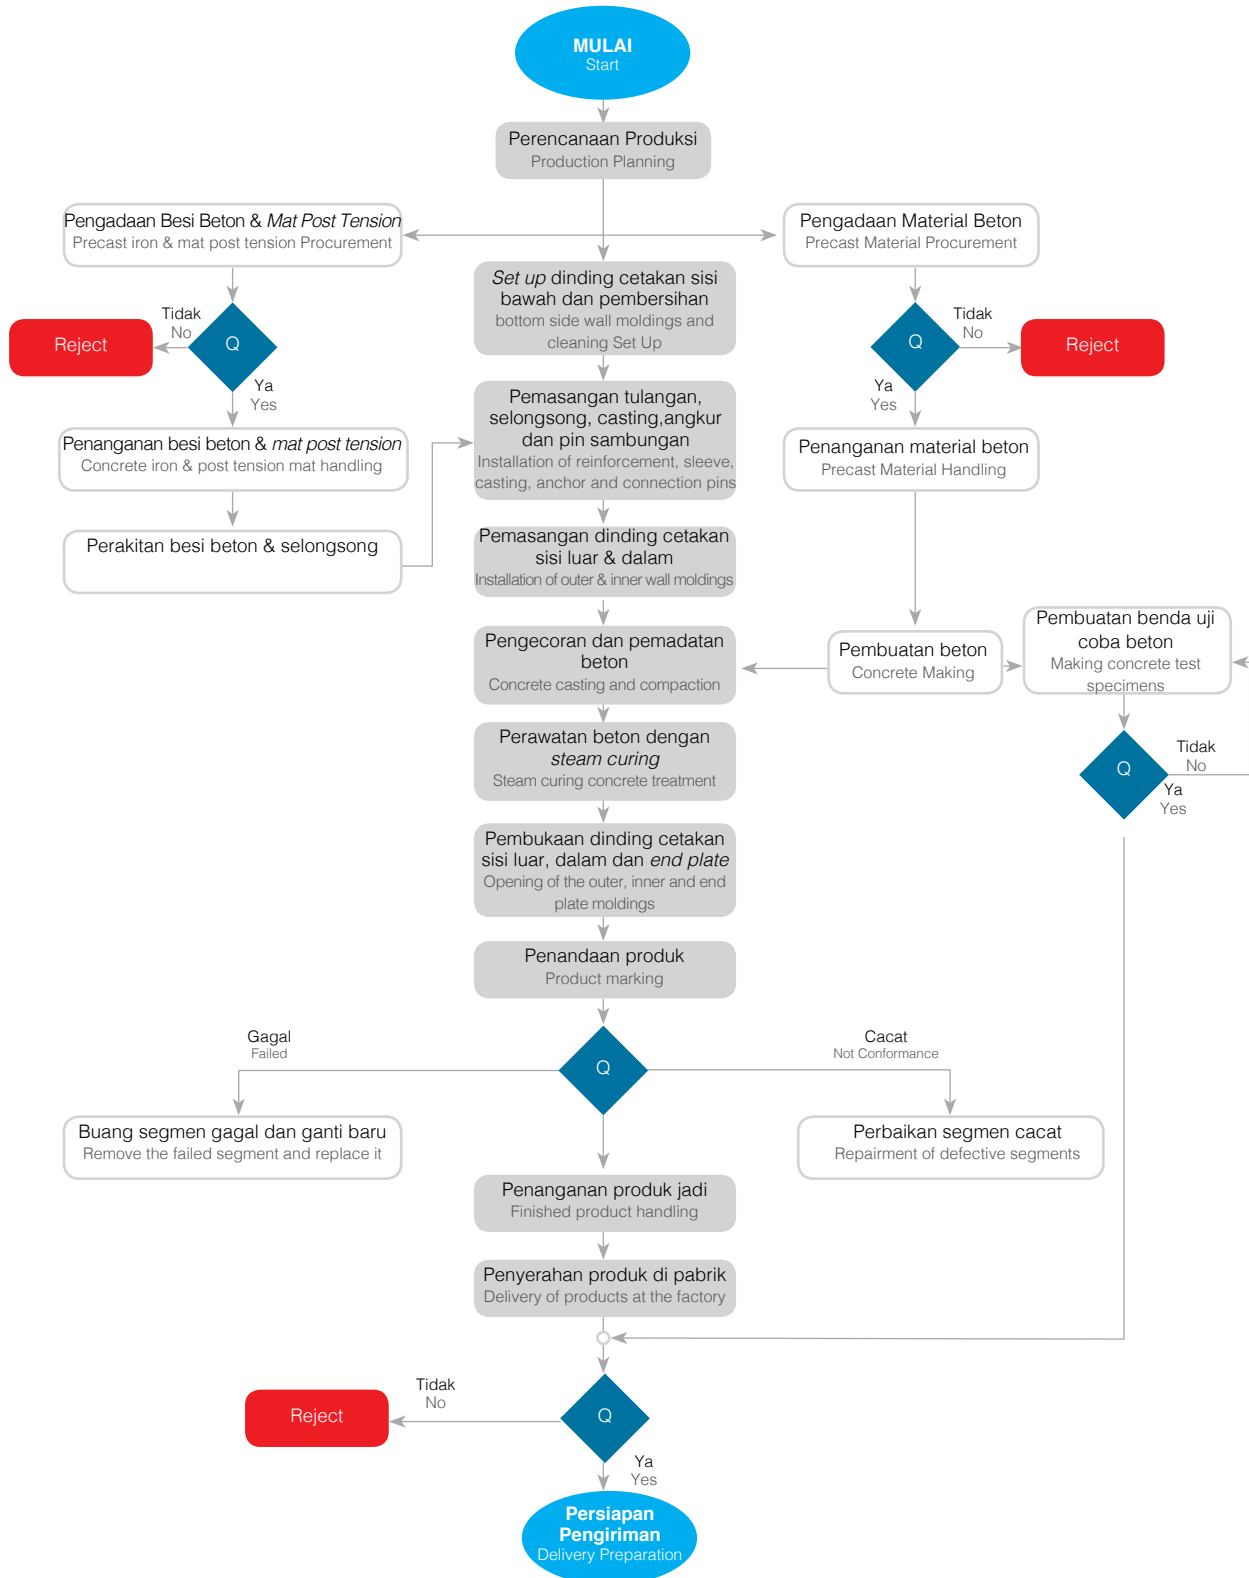 MULAI
Start
Perencanaan Produksi
Production Planning
Pengadaan Besi Beton & Mat Post Tension
Precast iron & mat post tension Procurement
Pengadaan Material Beton
Precast Material Procurement
Set up dinding cetakan sisi
bawah dan pembersihan
bottom side wall moldings and
cleaning Set Up
Tidak
No
Reject
Q
Ya
Yes
Tidak
No
Reject
Q
Ya
Yes
Pemasangan tulangan,
selongsong, casting,angkur
dan pin sambungan
Installation of reinforcement, sleeve,
casting, anchor and connection pins
Penanganan besi beton & mat post tension
Concrete iron & post tension mat handling
Penanganan material beton
Precast Material Handling
Perakitan besi beton & selongsong
Pemasangan dinding cetakan
sisi luar & dalam
Installation of outer & inner wall moldings
Pengecoran dan pemadatan
beton
Concrete casting and compaction
Pembuatan beton
Concrete Making
Pembuatan benda uji
coba beton
Making concrete test
specimens
Perawatan beton dengan
steam curing
Steam curing concrete treatment
Q
Tidak
No
Ya
Yes
Pembukaan dinding cetakan
sisi luar, dalam dan end plate
Opening of the outer, inner and end
plate moldings
Penandaan produk
Product marking
Gagal
Failed
Q
Cacat
Not Conformance
Buang segmen gagal dan ganti baru
Remove the failed segment and replace it
Perbaikan segmen cacat
Repairment of defective segments
Penanganan produk jadi
Finished product handling
Penyerahan produk di pabrik
Delivery of products at the factory
Tidak
No
Reject
Q
Ya
Yes
Persiapan
Pengiriman
Delivery Preparation